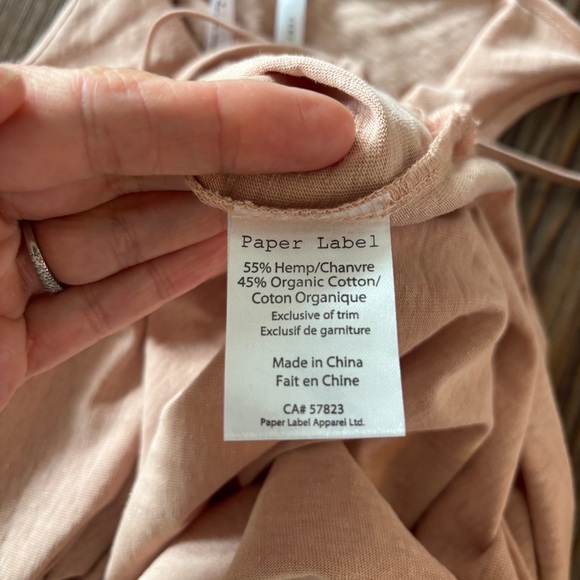 Paper Label
55% Hemp/Chanvre
45% Organic Cotton/
Coton Organique
Exclusive of trim
Exclusif de garniture
Made in China
Fait en Chine
CA# 57823
Paper Label Apparel Ltd.